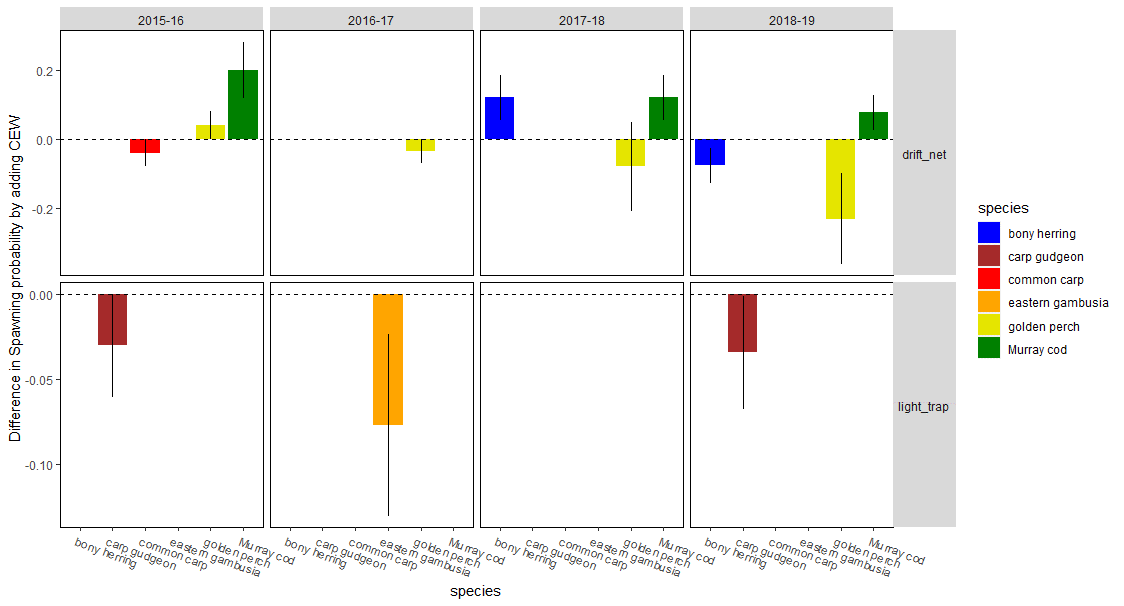 2015-16
2016-17
2017-18
2018-19
Difference in Spawning probability by adding CEW
0.2
0.0
-0.2
drift_net
0.00
-0.05
-0.10
light_trap
bony herring
carp gudgeon
common carp
eastern gambusia
golden perch
Murray cod
bony herring
carp gudgeon
common carp
eastern gambusia
golden perch
Murray cod
bony herring
carp gudgeon
common carp
eastern gambusia
golden perch
Murray cod
bony herring
carp gudgeon
common carp
eastern gambusia
golden perch
Murray cod
species
species
bony herring
carp gudgeon
common carp
eastern gambusia
golden perch
Murray cod